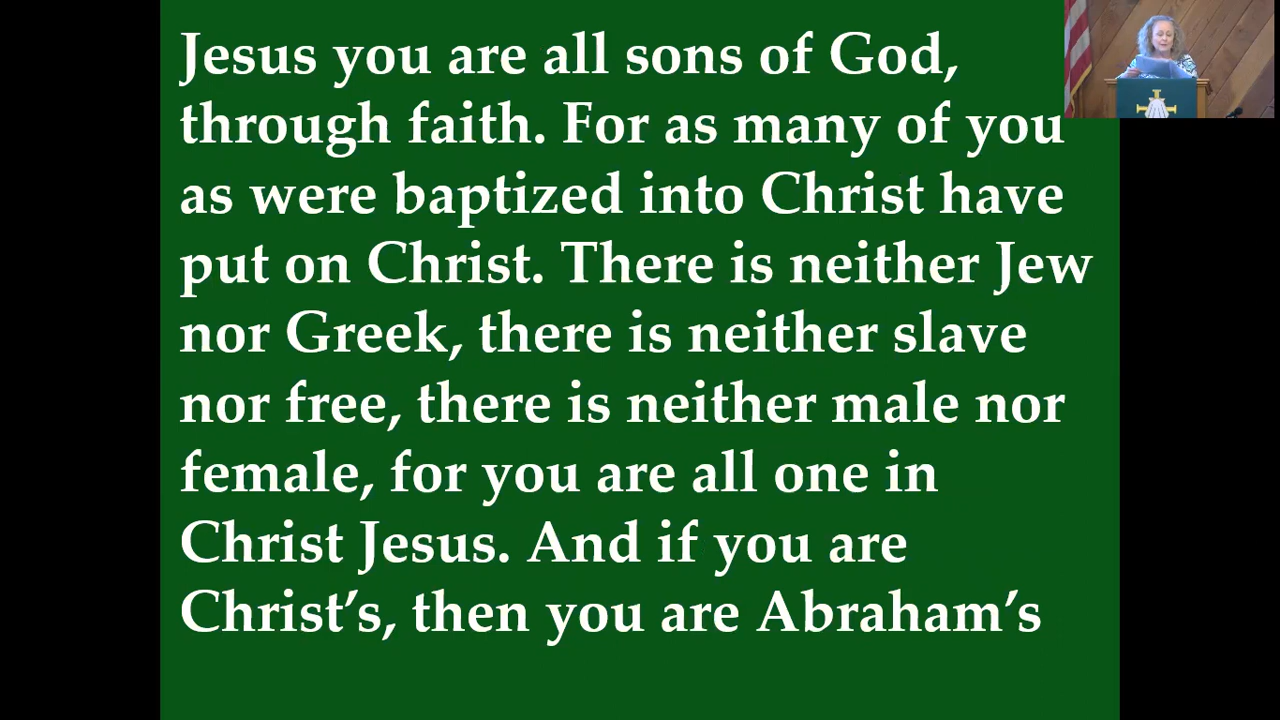 Jesus you are all sons of God,
through faith. For as many of you
as were baptized into Christ have
put on Christ. There is neither Jew
nor Greek, there is neither slave
nor free, there is neither male nor
female, for you are all one in
Christ Jesus. And if you are
Christ’s, then you are Abraham’s